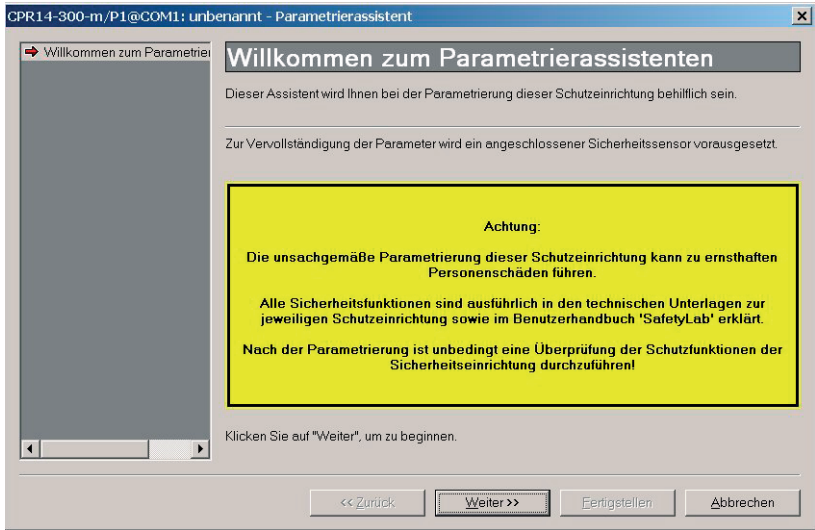 CPR14-300-m/P1@COM1: unbenannt - Parametrierassistent
Willkommen zum Parametrier
Willkommen zum Parametrierassistenten
Dieser Assistent wird Ihnen bei der Parametrierung dieser Schutzeinrichtung behilflich sein.
Zur Vervollständigung der Parameter wird ein angeschlossener Sicherheitssensor vorausgesetzt.
Achtung:
Die unsachgemäße Parametrierung dieser Schutzeinrichtung kann zu ernsthaften
Personenschäden führen.
Alle Sicherheitsfunktionen sind ausführlich in den technischen Unterlagen zur
jeweiligen Schutzeinrichtung sowie im Benutzerhandbuch 'SafetyLab' erklärt.
Nach der Parametrierung ist unbedingt eine Überprüfung der Schutzfunktionen der
Sicherheitseinrichtung durchzuführen!
Klicken Sie auf "Weiter", um zu beginnen.
<< Zurück
Weiter >>
Fertigstellen
Abbrechen